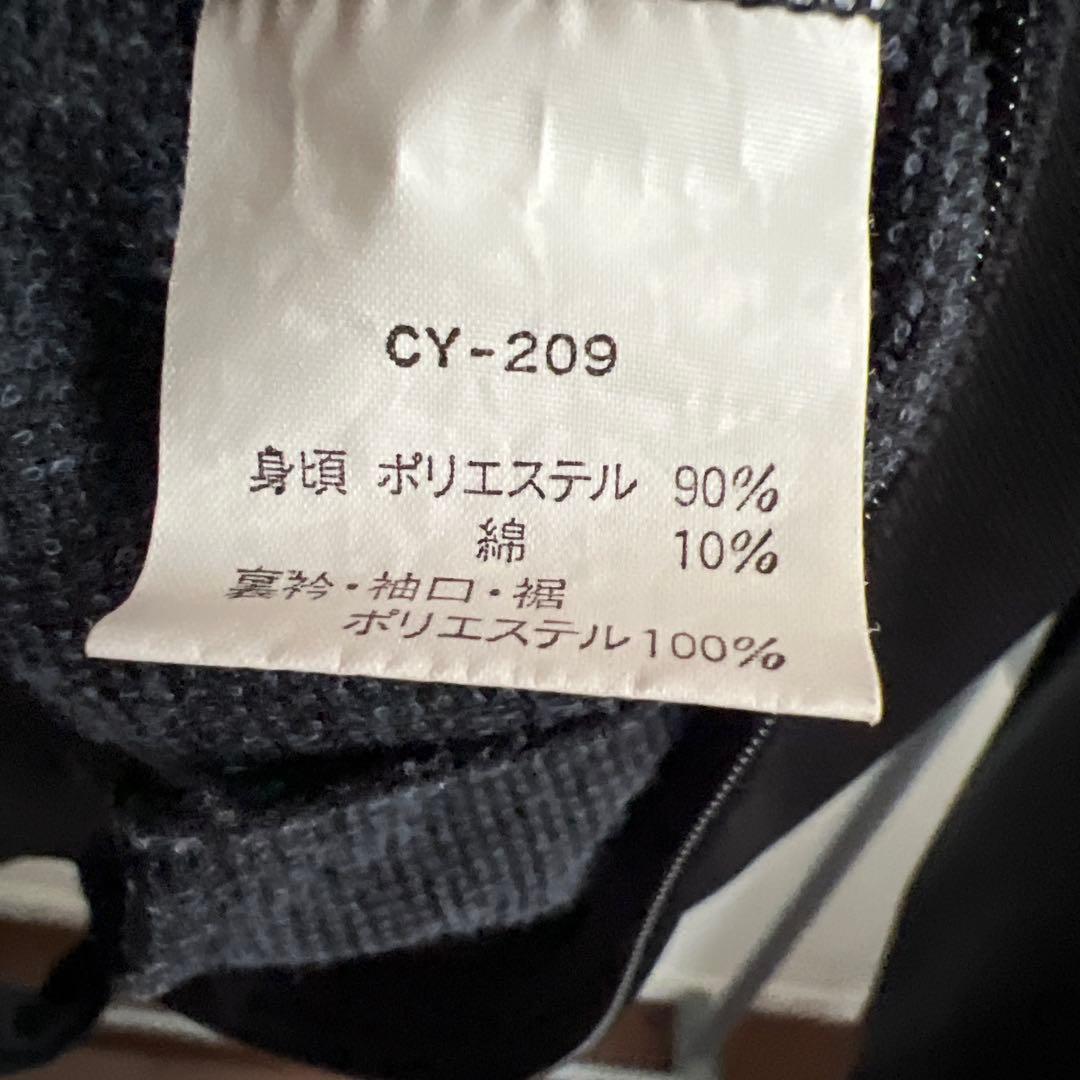 CY-209
身頃 ポリエステル 90%
綿 10%
裏衿・袖口・裾
ポリエステル100%